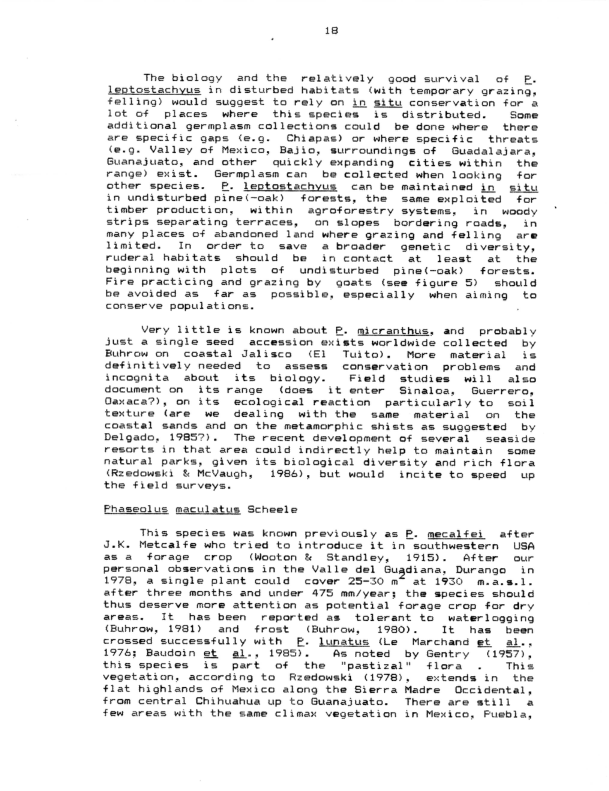 18
The biology and the relatively good survival of P.
leptostachyus in disturbed habitats (with temporary grazing,
felling) would suggest to rely on in situ conservation for a
lot of places where this species is distributed. Some
additional germplasm collections could be done where there
are specific gaps (e.g. Chiapas) or where specific threats
(e.g. Valley of Mexico, Bajio, surroundings of Guadalajara,
Guanajuato, and other quickly expanding cities within the
range) exist. Germplasm can be collected when looking for
other species. P. leptostachyus can be maintained in situ
in undisturbed pine(-oak) forests, the same exploited for
timber production, within agroforestry systems, in woody
strips separating terraces, on slopes bordering roads, in
many places of abandoned land where grazing and felling are
limited. In order to save a broader genetic diversity,
ruderal habitats should be in contact at least at the
beginning with plots of undisturbed pine(-oak) forests.
Fire practicing and grazing by goats (see figure 5) should
be avoided as far as possible, especially when aiming to
conserve populations.
Very little is known about P. micranthus, and probably
just a single seed accession exists worldwide collected by
Buhrow on coastal Jalisco (El Tuito). More material is
definitively needed to assess conservation problems and
incognita about its biology. Field studies will also
document on its range (does it enter Sinaloa, Guerrero,
Oaxaca?), on its ecological reaction particularly to soil
texture (are we dealing with the same material on the
coastal sands and on the metamorphic shists as suggested by
Delgado, 1985?). The recent development of several seaside
resorts in that area could indirectly help to maintain some
natural parks, given its biological diversity and rich flora
(Rzedowski & McVaugh, 1986), but would incite to speed up
the field surveys.
Phaseolus maculatus Scheele
This species was known previously as P. mecalfei after
J.K. Metcalfe who tried to introduce it in southwestern USA
as a forage crop (Wooton & Standley, 1915). After our
personal observations in the Valle del Guadiana, Durango in
1978, a single plant could cover 25-30 m2 at 1930 m.a.s.l.
after three months and under 475 mm/year; the species should
thus deserve more attention as potential forage crop for dry
areas. It has been reported as tolerant to waterlogging
(Buhrow, 1981) and frost (Buhrow, 1980). It has been
crossed successfully with P. lunatus (Le Marchand et al.,
1976; Baudoin et al., 1985). As noted by Gentry (1957),
this species is part of the "pastizal" flora . This
vegetation, according to Rzedowski (1978), extends in the
flat highlands of Mexico along the Sierra Madre Occidental,
from central Chihuahua up to Guanajuato. There are still a
few areas with the same climax vegetation in Mexico, Puebla,